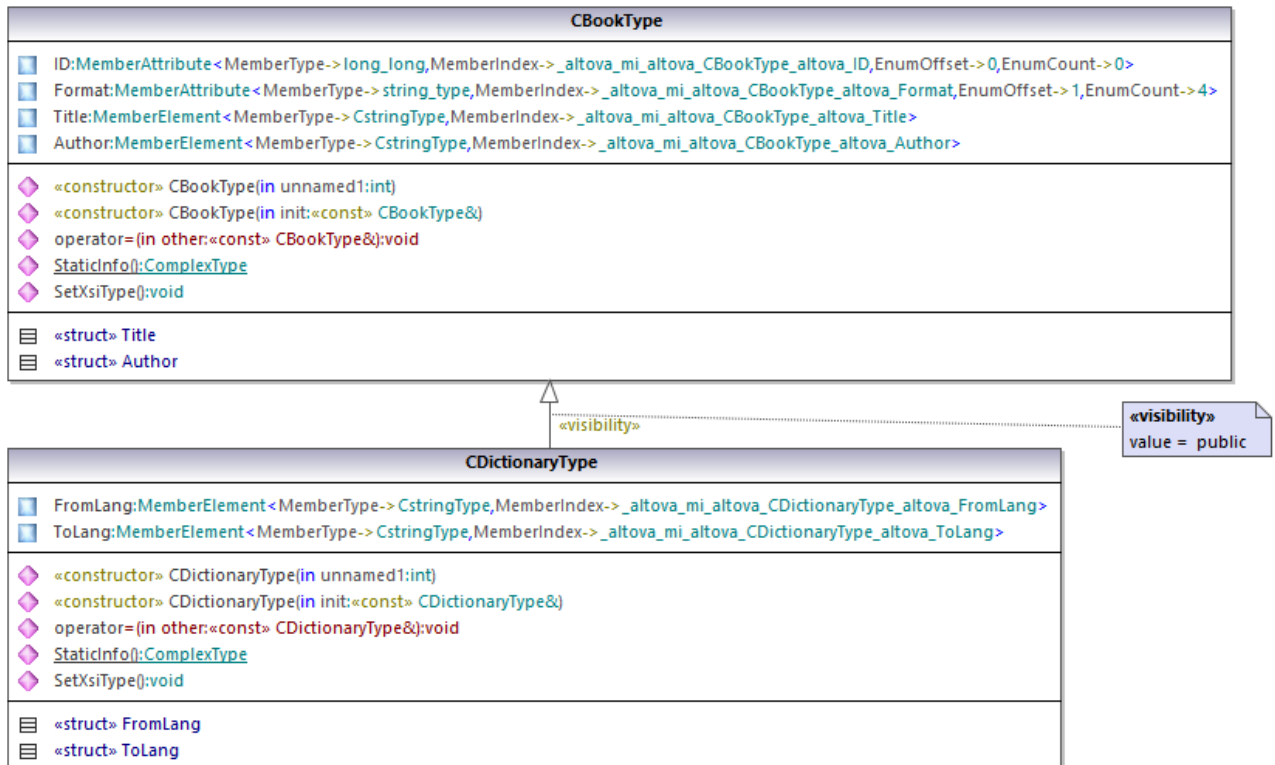 CBookType
ID:MemberAttribute<MemberType->long_long,MemberIndex->_altova_mi_altova_CBookType_altova_ID,EnumOffset->0,EnumCount->0>
Format:MemberAttribute<MemberType->string_type,MemberIndex->_altova_mi_altova_CBookType_altova_Format,EnumOffset->1,EnumCount->4>
Title:MemberElement<MemberType->CstringType,MemberIndex->_altova_mi_altova_CBookType_altova_Title>
Author:MemberElement<MemberType->CstringType,MemberIndex->_altova_mi_altova_CBookType_altova_Author>
«constructor» CBookType(in unnamed1:int)
«constructor» CBookType(in init:«const» CBookType&)
operator=(in other:«const» CBookType&):void
StaticInfo():ComplexType
SetXsiType():void
«struct» Title
«struct» Author
«visibility»
«visibility»
value = public
CDictionaryType
FromLang:MemberElement<MemberType->CstringType,MemberIndex->_altova_mi_altova_CDictionaryType_altova_FromLang>
ToLang:MemberElement<MemberType->CstringType,MemberIndex->_altova_mi_altova_CDictionaryType_altova_ToLang>
«constructor» CDictionaryType(in unnamed1:int)
«constructor» CDictionaryType(in init:«const» CDictionaryType&)
operator=(in other:«const» CDictionaryType&):void
StaticInfo():ComplexType
SetXsiType():void
«struct» FromLang
«struct» ToLang